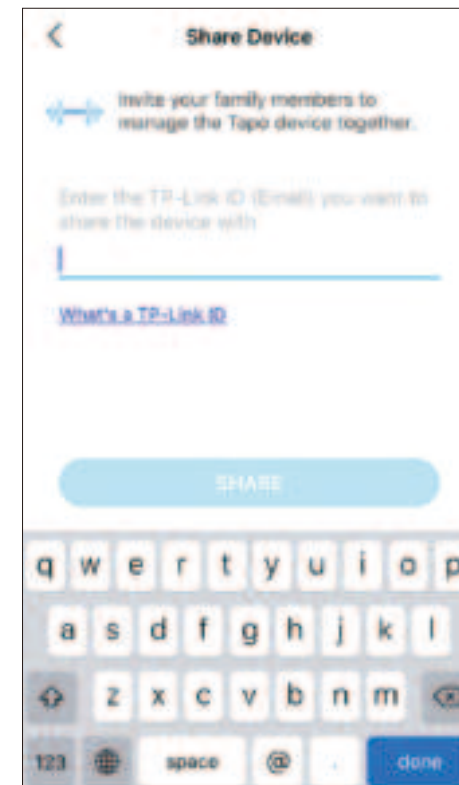 Share Device
Invite your family members to
manage the Tapo device together.
Enter the TP-Link ID (Email) you want to
share the device with
What's a TP-Link ID
SHARE
q w e r t y u i o p
a s d f g h j k l
z x c v b n m
123 space @ . done